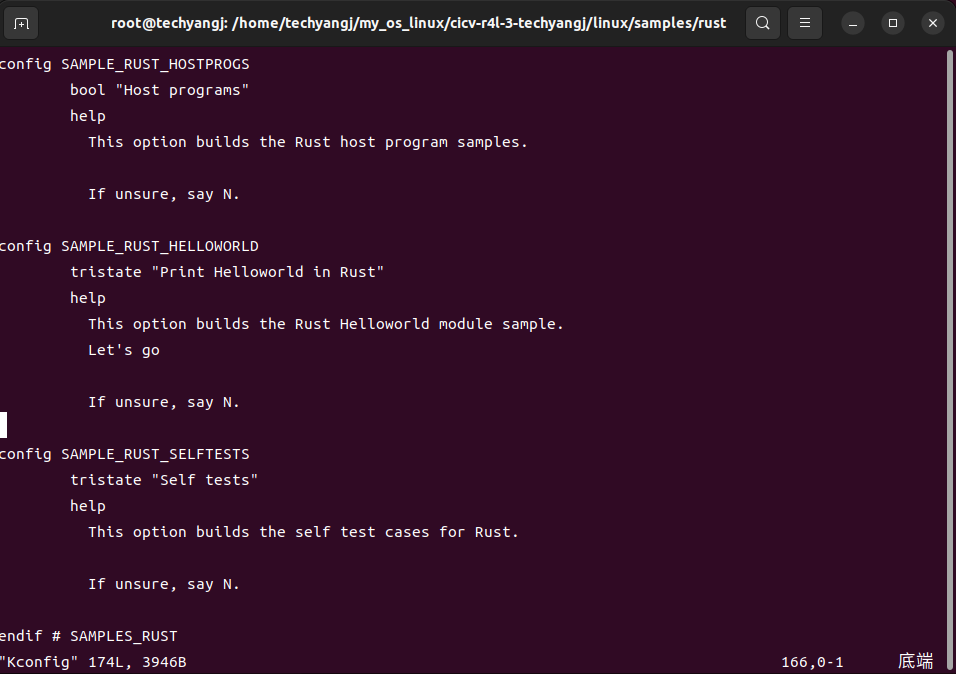 root@techyangj: /home/techyangj/my_os_linux/cicv-r4l-3-techyangj/linux/samples/rust
config SAMPLE_RUST_HOSTPROGS
bool "Host programs"
help
This option builds the Rust host program samples.
If unsure, say N.
config SAMPLE_RUST_HELLOWORLD
tristate "Print Helloworld in Rust"
help
This option builds the Rust Helloworld module sample.
Let's go
If unsure, say N.
config SAMPLE_RUST_SELFTESTS
tristate "Self tests"
help
This option builds the self test cases for Rust.
If unsure, say N.
endif # SAMPLES_RUST
"Kconfig" 174L, 3946B 166,0-1 底端